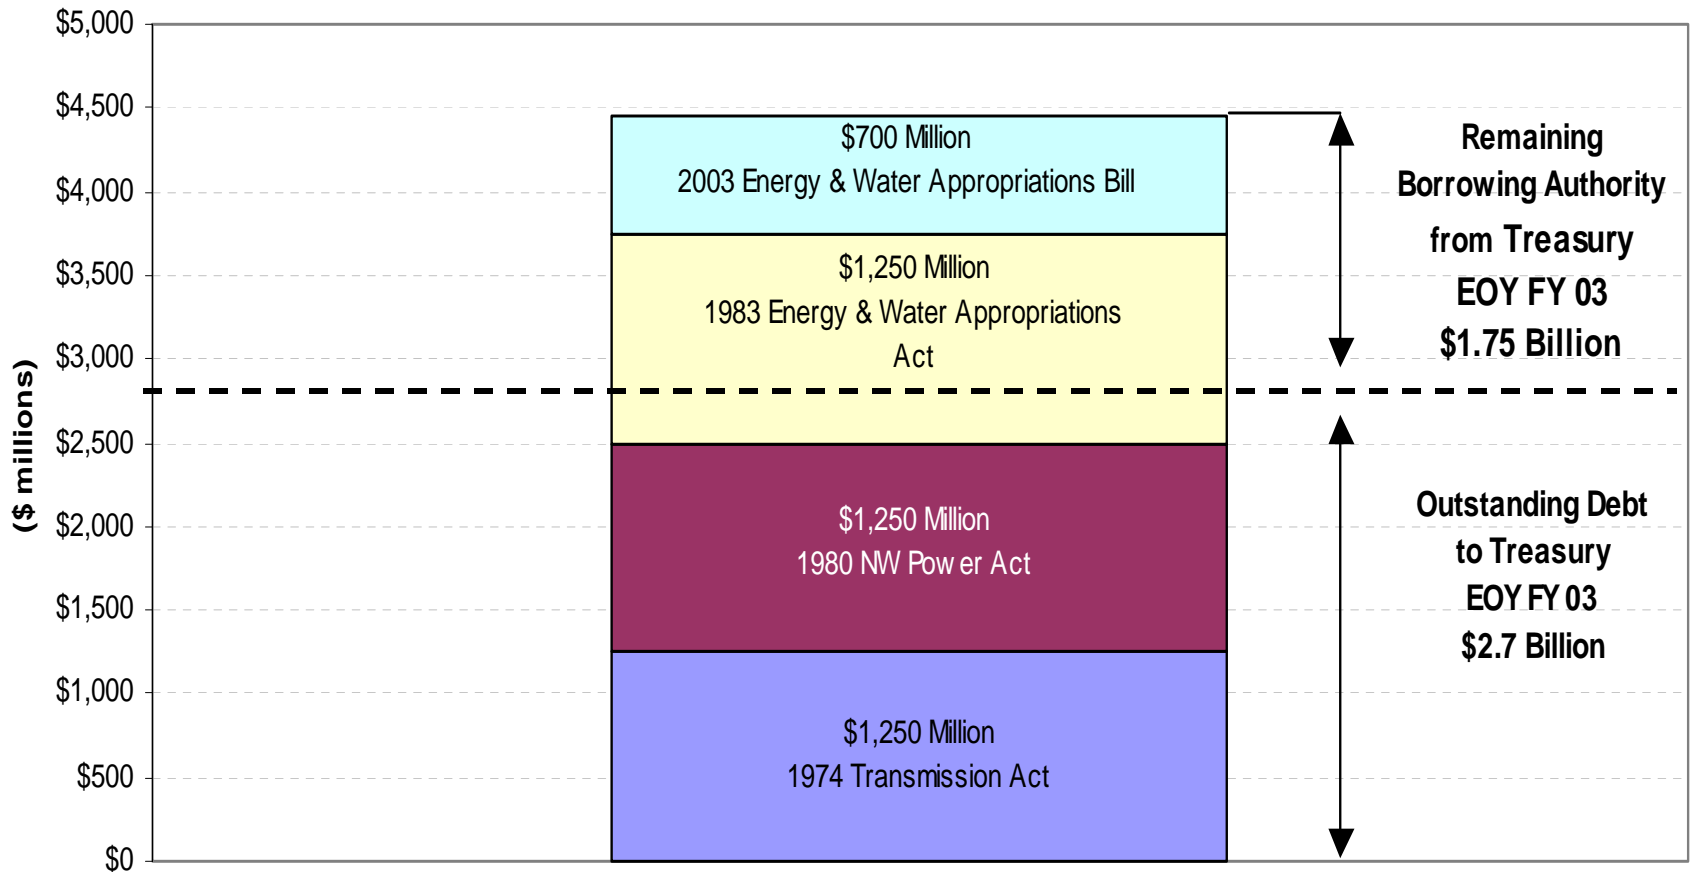 $5,000
$4,500
$4,000
$3,500
$3,000
$2,500
$2,000
$1,500
$1,000
$500
$0
($ millions)
$700 Million
2003 Energy & Water Appropriations Bill
$1,250 Million
1983 Energy & Water Appropriations
Act
$1,250 Million
1980 NW Power Act
$1,250 Million
1974 Transmission Act
Remaining
Borrowing Authority
from Treasury
EOY FY 03
$1.75 Billion
Outstanding Debt
to Treasury
EOY FY 03
$2.7 Billion